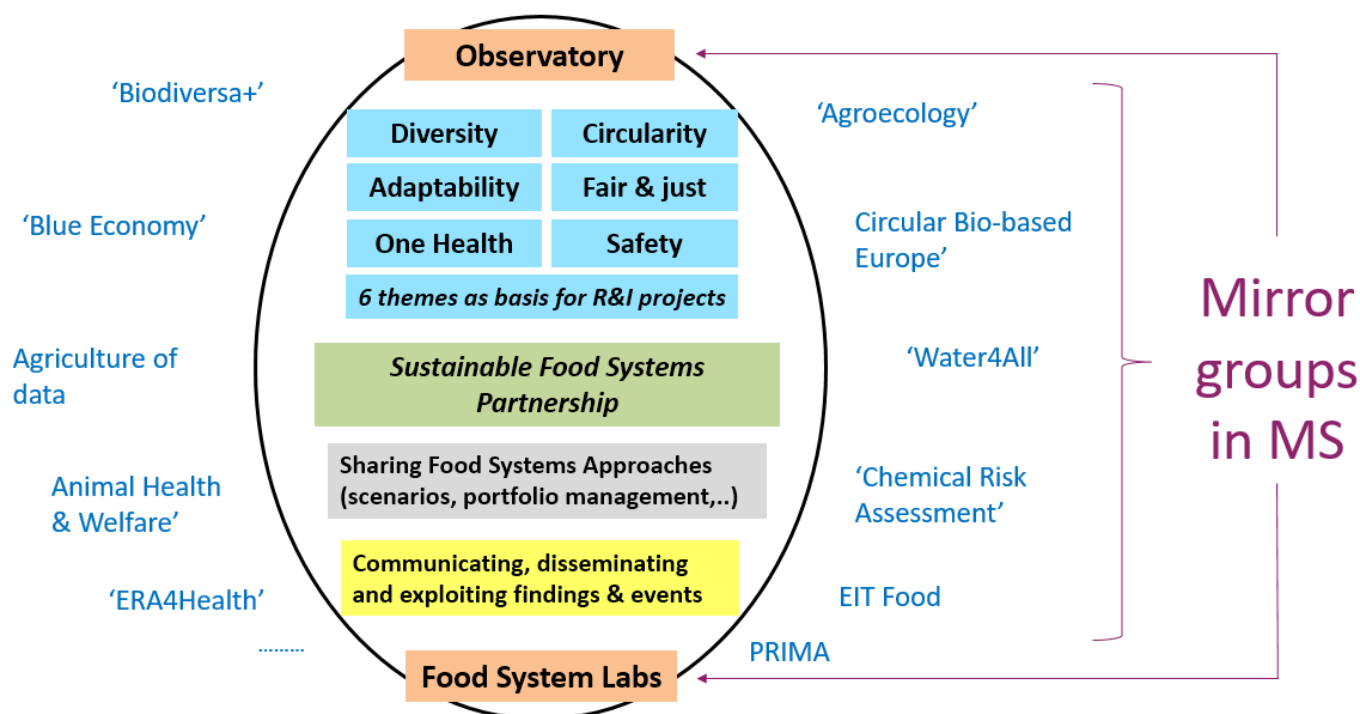 Observatory
‘Biodiversa+’
‘Agroecology’
Diversity
Circularity
Adaptability
Fair & just
‘Blue Economy’
One Health
Safety
Circular Bio-based
Europe’
6 themes as basis for R&I projects
Mirror
groups
in MS
Agriculture of
data
Sustainable Food Systems
Partnership
‘Water4All’
Sharing Food Systems Approaches
(scenarios, portfolio management,..)
Animal Health
& Welfare’
‘Chemical Risk
Assessment’
Communicating, disseminating
and exploiting findings & events
‘ERA4Health’
EIT Food
.........
PRIMA
Food System Labs